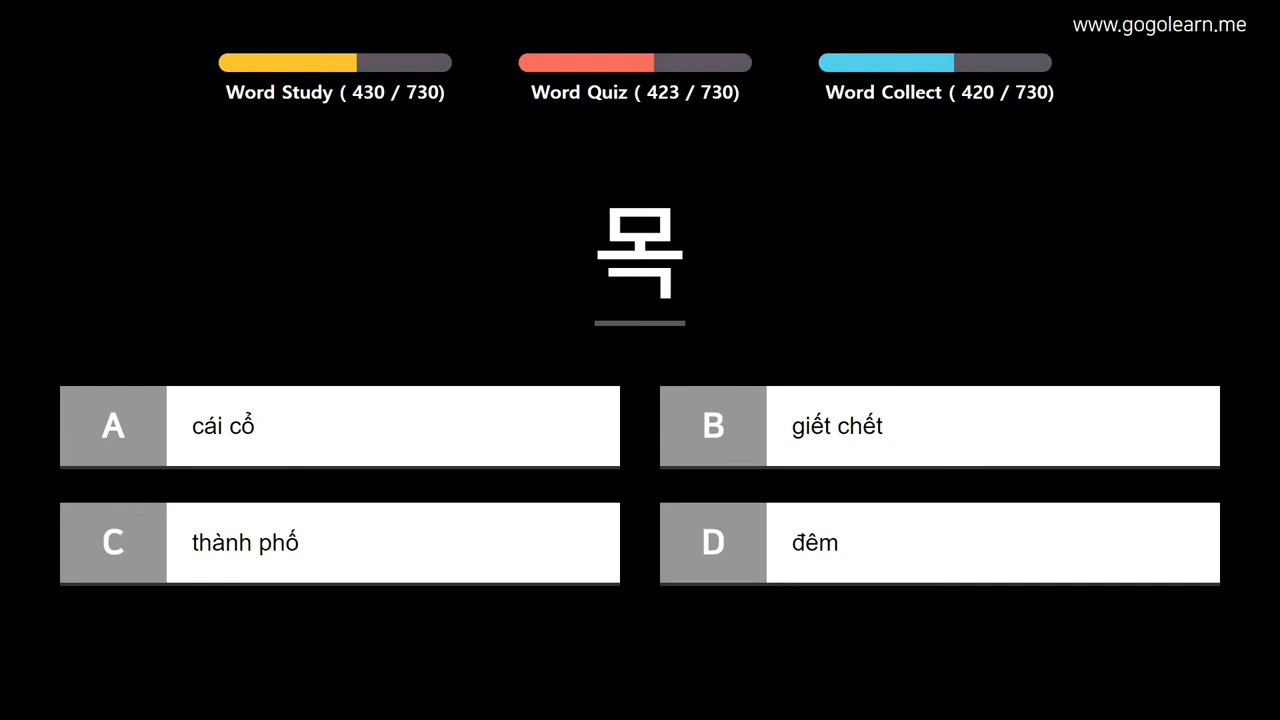 www.gogolearn.me
Word Study ( 430 / 730)
Word Quiz ( 423 / 730)
Word Collect ( 420 / 730)
목
A cái cổ
B giết chết
C thành phố
D đêm